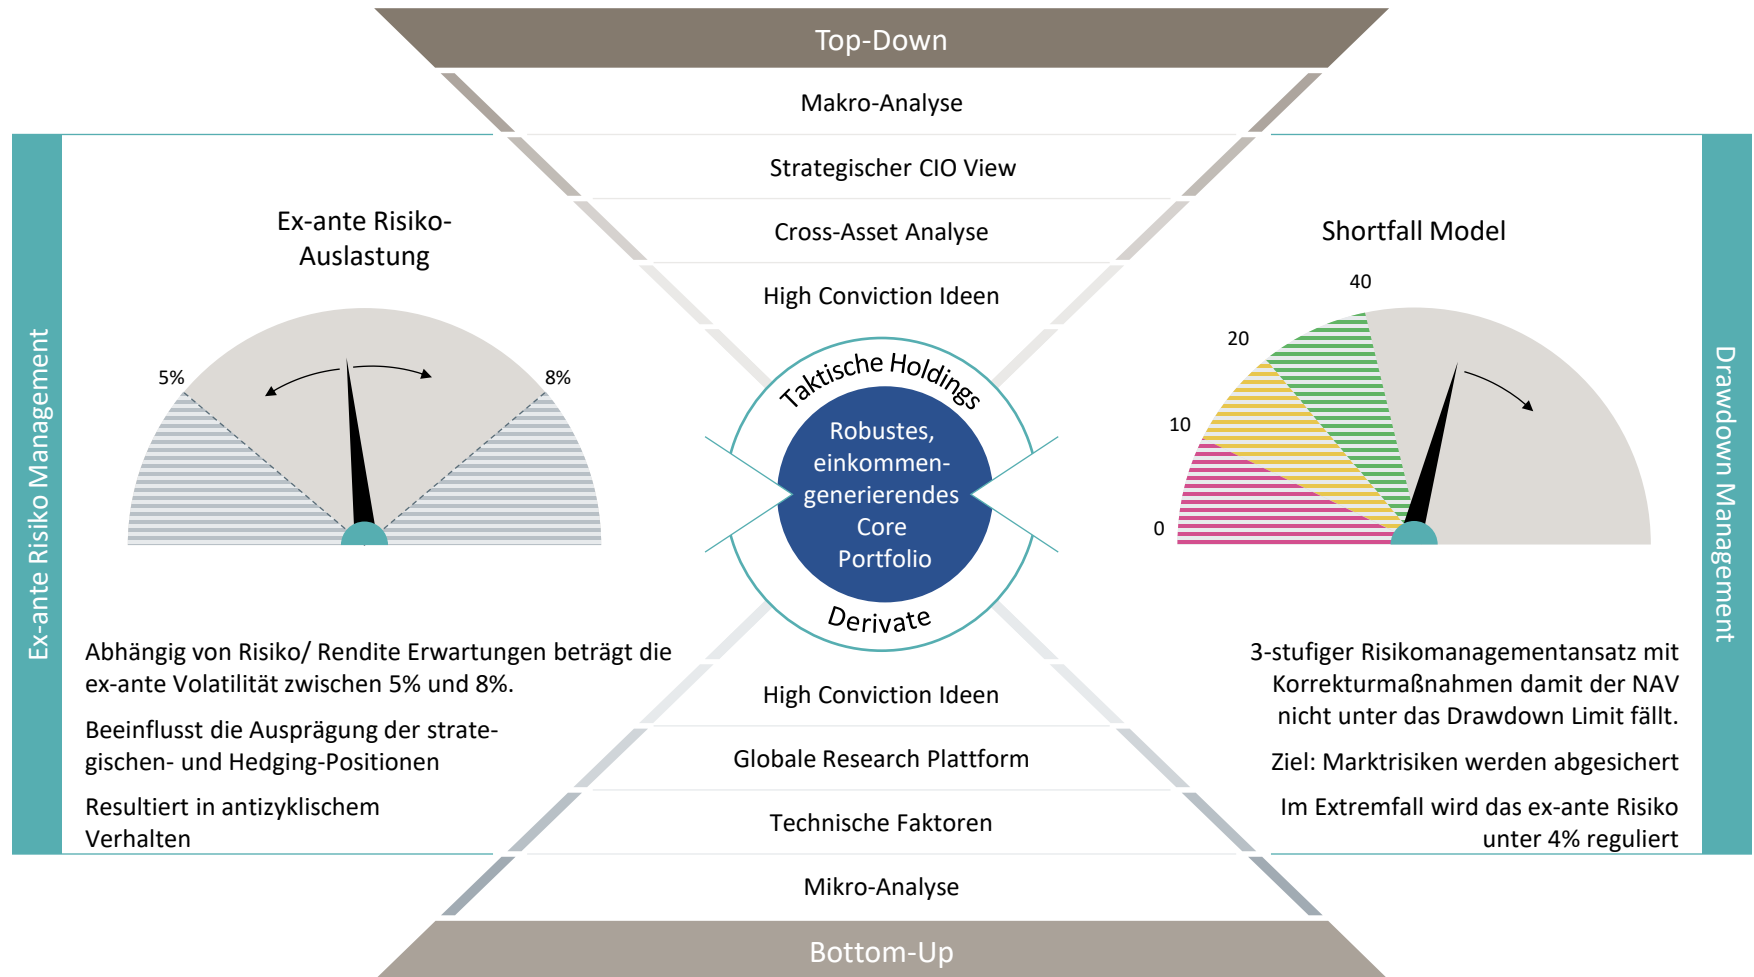 Top-Down
Makro-Analyse
Strategischer CIO View
Cross-Asset Analyse
High Conviction Ideen
Ex-ante Risiko Management
Ex-ante Risiko-
Auslastung
5%
8%
Abhängig von Risiko/ Rendite Erwartungen beträgt die
ex-ante Volatilität zwischen 5% und 8%.
Beeinflusst die Ausprägung der strate-
gischen- und Hedging-Positionen
Resultiert in antizyklischem
Verhalten
Taktische Holdings
Robustes,
einkommen-
generierendes
Core
Portfolio
Derivate
High Conviction Ideen
Globale Research Plattform
Technische Faktoren
Mikro-Analyse
Bottom-Up
Shortfall Model
40
20
10
0
3-stufiger Risikomanagementansatz mit
Korrekturmaßnahmen damit der NAV
nicht unter das Drawdown Limit fällt.
Ziel: Marktrisiken werden abgesichert
Im Extremfall wird das ex-ante Risiko
unter 4% reguliert
Drawdown Management